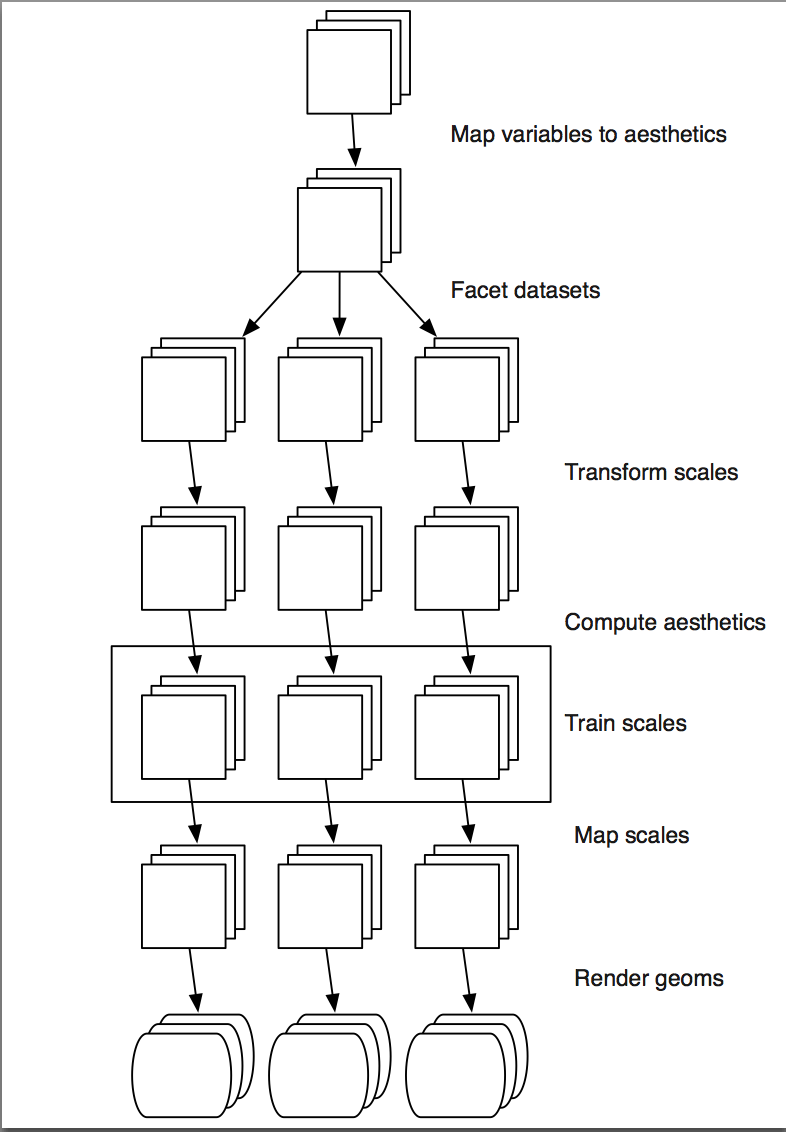 Map variables to aesthetics
Facet datasets
Transform scales
Compute aesthetics
Train scales
Map scales
Render geoms